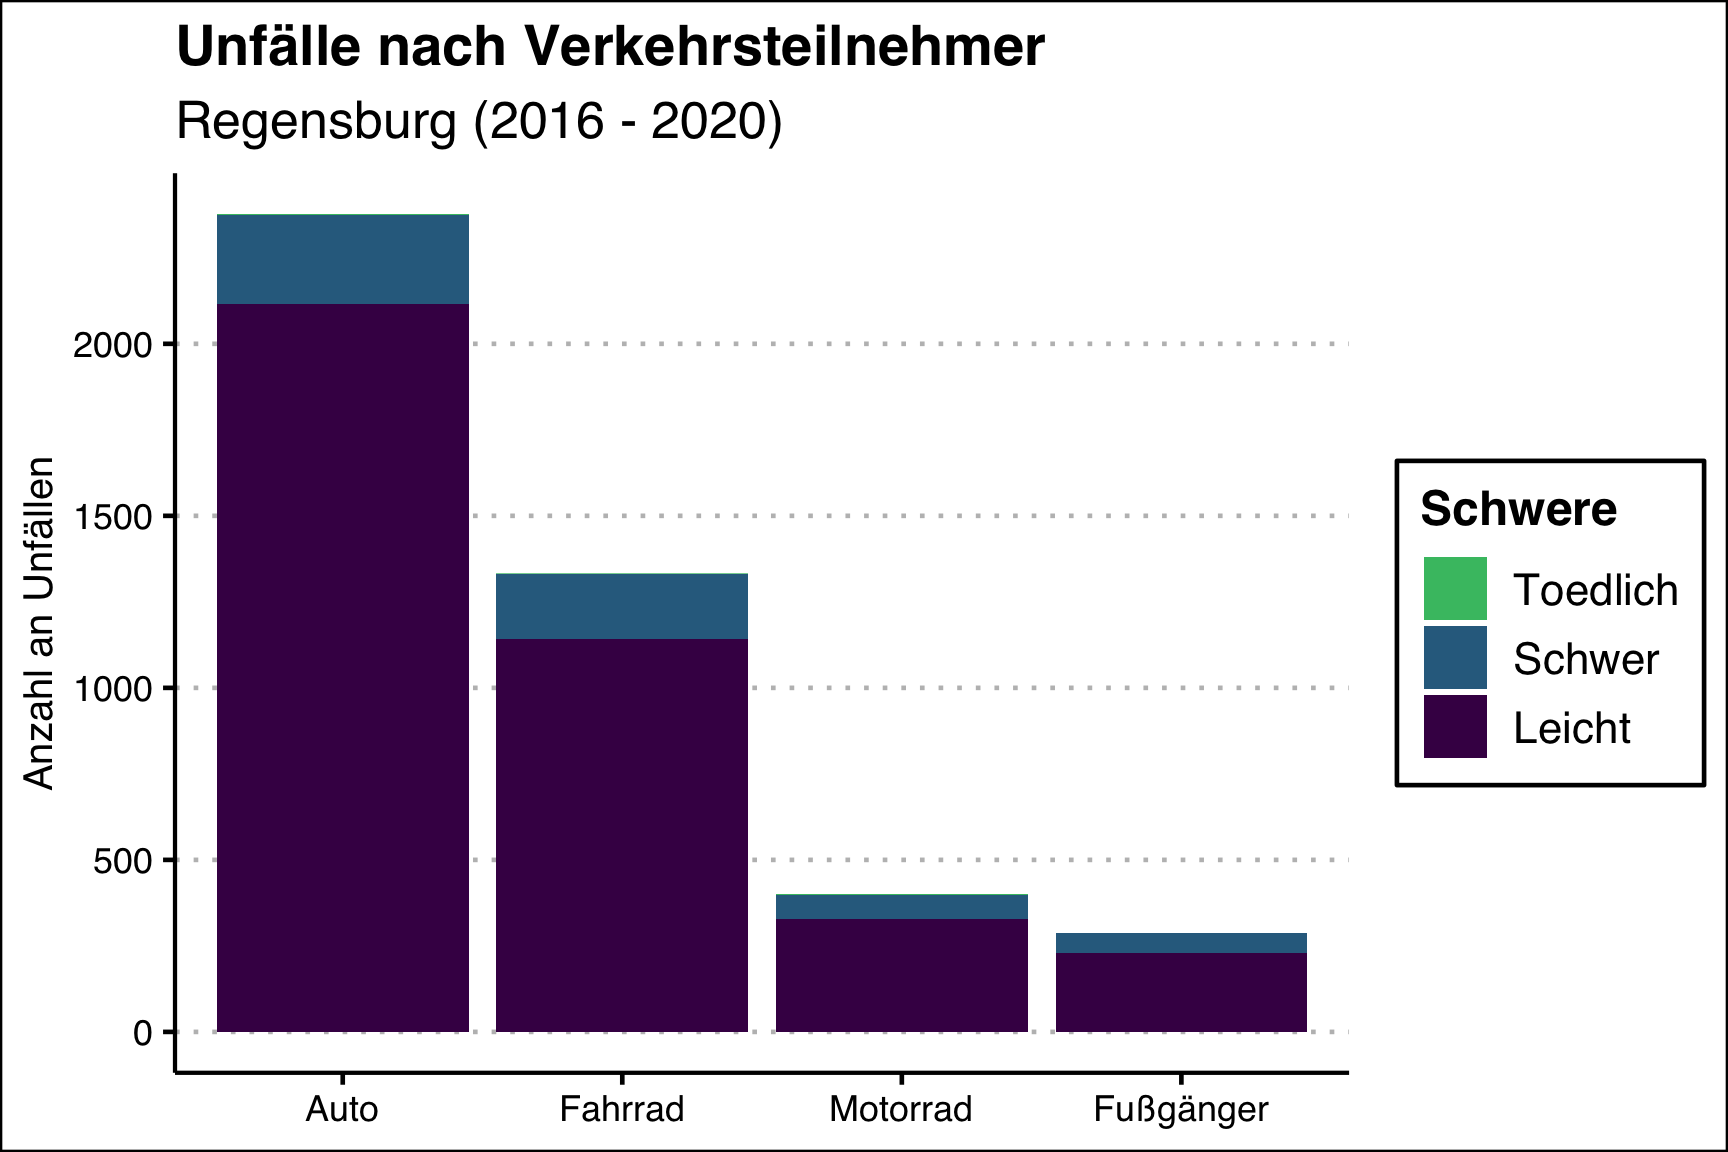 Unfälle nach Verkehrsteilnehmer
Regensburg (2016 - 2020)
Anzahl an Unfällen
2000
1500
1000
500
0
Auto
Fahrrad
Motorrad
Fußgänger
Schwere
Toedlich
Schwer
Leicht